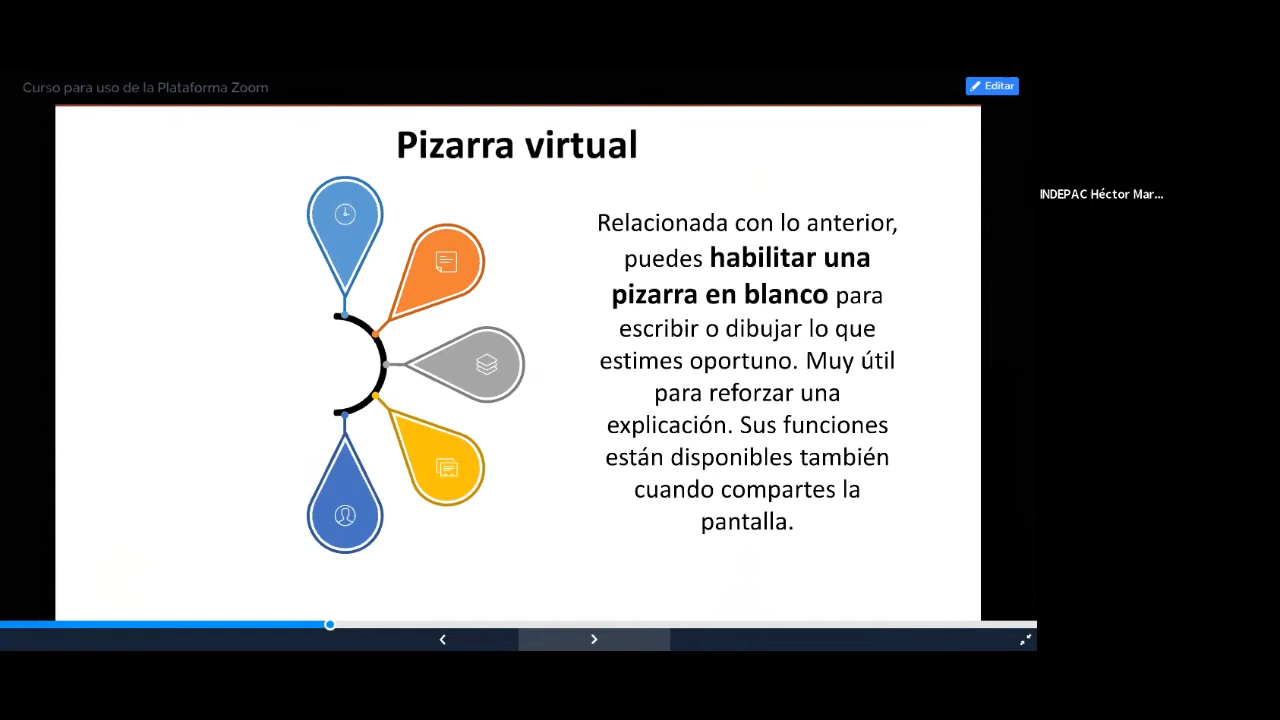 Curso para uso de la Plataforma Zoom
Editar
Pizarra virtual
INDEPAC Héctor Mar...
Relacionada con lo anterior,
puedes habilitar una
pizarra en blanco para
escribir o dibujar lo que
estimes oportuno. Muy útil
para reforzar una
explicación. Sus funciones
están disponibles también
cuando compartes la
pantalla.